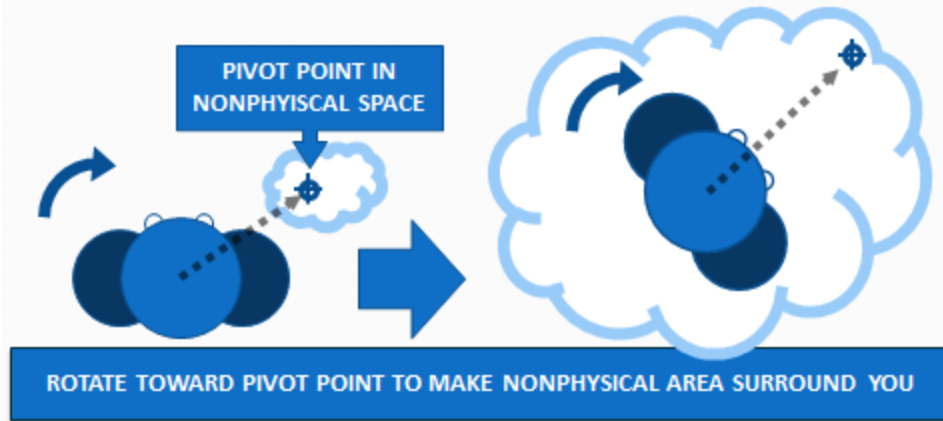 PIVOT POINT IN
NONPHYISCAL SPACE
ROTATE TOWARD PIVOT POINT TO MAKE NONPHYSICAL AREA SURROUND YOU